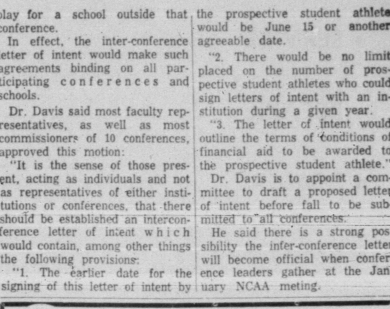 play for a school outside that
conference.
In effect, the inter-conference
letter of intent would make such
agreements binding on all par-
ticipating conferences and
schools.
Dr. Davis said most faculty rep-
resentatives, as well as most
commissioners of 10 conferences,
approved this motion:
"It is the sense of those pres-
ent, acting as individuals and not
as representatives of either insti-
tutions or conferences, that there
should be established an intercon-
ference letter of intent which
would contain, among other things
the following provisions:
"1. The earlier date for the
signing of this letter of intent by
the prospective student athlete
would be June 15 or another
agreeable date.
"2. There would be no limit
placed on the number of pros-
pective student athletes who could
sign letters of intent with an in-
stitution during a given year.
"3. The letter of intent would
outline the terms of conditions of
financial aid to be awarded to
the prospective student athlete."
Dr. Davis is to appoint a com-
mittee to draft a proposed letter
of intent before fall to be sub-
mitted to all conferences.
He said there is a strong pos-
sibility the infer-conference letter
will become official when confer-
ence leaders gather at the Jan-
uary NCAA meting.